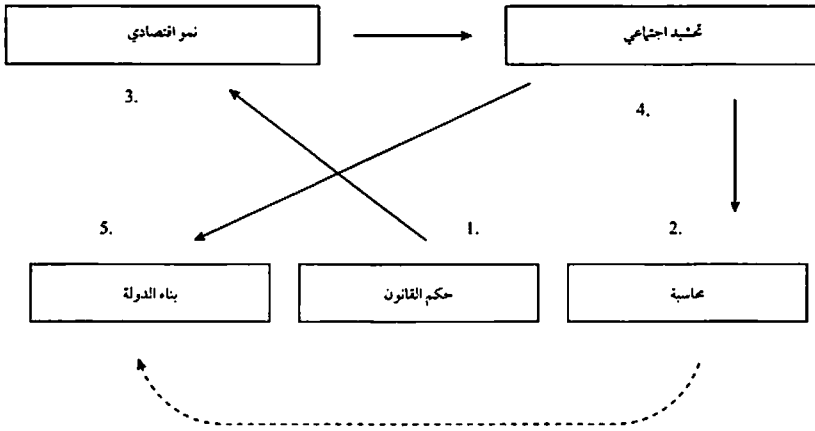 نمو اقتصادي
تحشيد اجتماعي
3.
4.
5.
1.
2.
بناء الدولة
حكم القانون
محاسبة